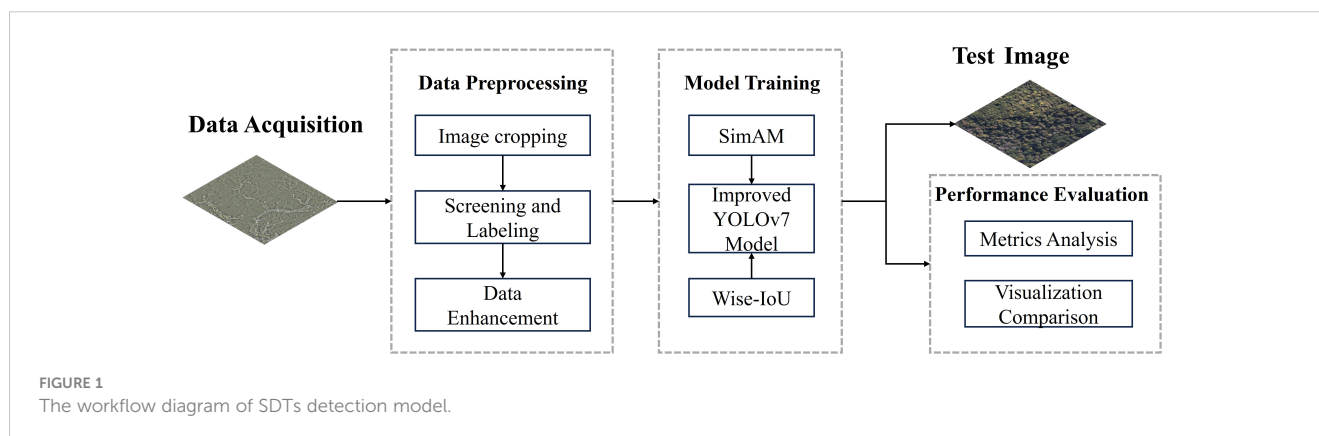 Data Acquisition
Data Preprocessing
Image cropping
Screening and
Labeling
Data
Enhancement
Model Training
SimAM
Improved
YOLOv7
Model
Wise-IoU
Test Image
Performance Evaluation
Metrics Analysis
Visualization
Comparison
FIGURE 1
The workflow diagram of SDTs detection model.